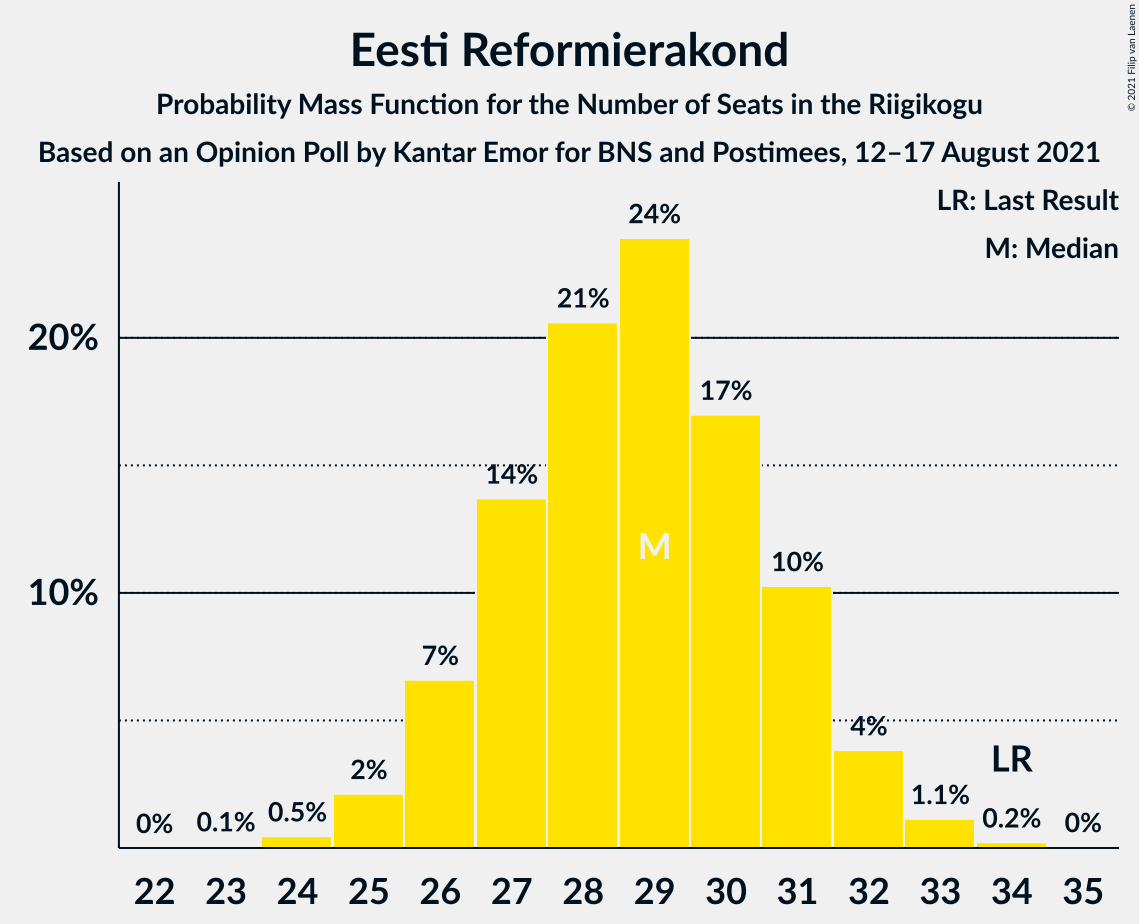 Eesti Reformierakond
Probability Mass Function for the Number of Seats in the Riigikogu
Based on an Opinion Poll by Kantar Emor for BNS and Postimees, 12–17 August 2021
© 2021 Filip van Laenen
LR: Last Result
M: Median
20%
10%
0% 0.1% 0.5% 2% 7% 14% 21% 24% 17% 10% 4% 1.1% 0.2% 0%
M
LR
22 23 24 25 26 27 28 29 30 31 32 33 34 35